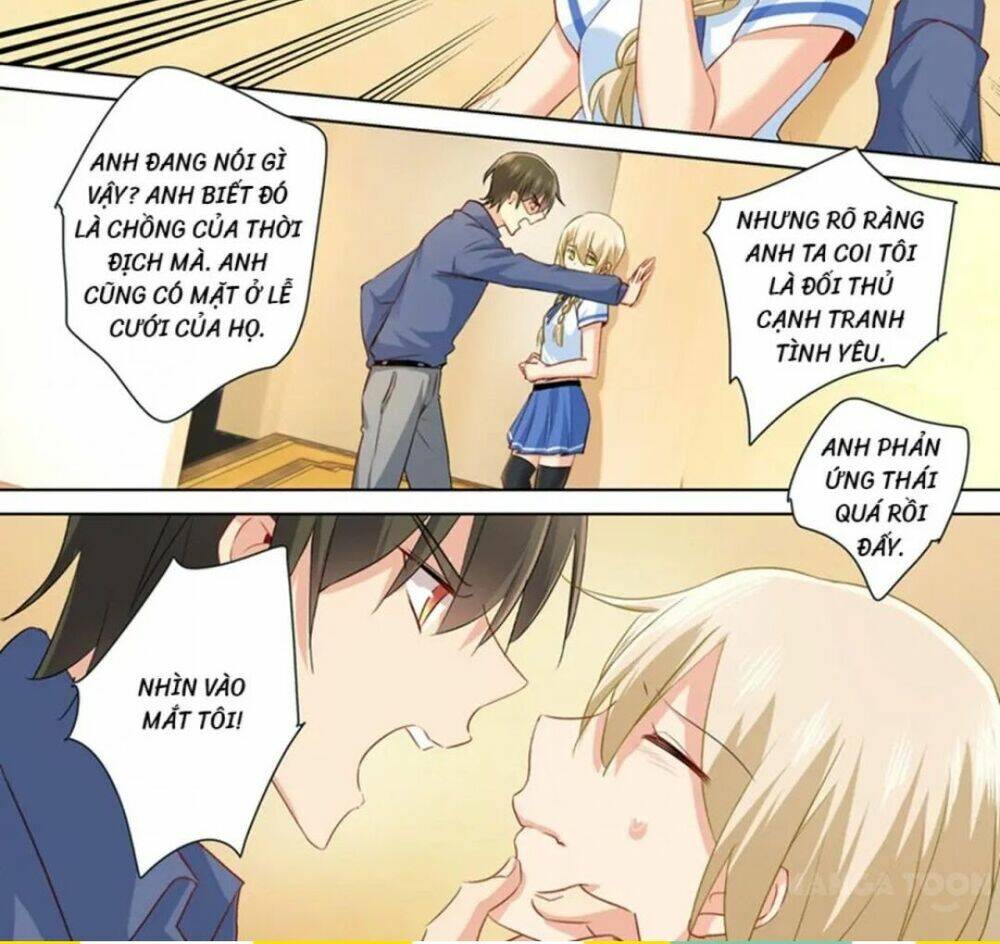 ANH ĐANG NÓI GÌ
VẬY? ANH BIẾT ĐÓ
LÀ CHỒNG CỦA THỜI
ĐỊCH MÀ. ANH
CŨNG CÓ MẶT Ở LỄ
CƯỚI CỦA HỌ.
NHƯNG RÕ RÀNG
ANH TA COI TÔI
LÀ ĐỐI THỦ
CẠNH TRANH
TÌNH YÊU.
ANH PHẢN
ỨNG THÁI
QUÁ RỒI
ĐẤY.
NHÌN VÀO
MẮT TÔI!
MANGA TOON